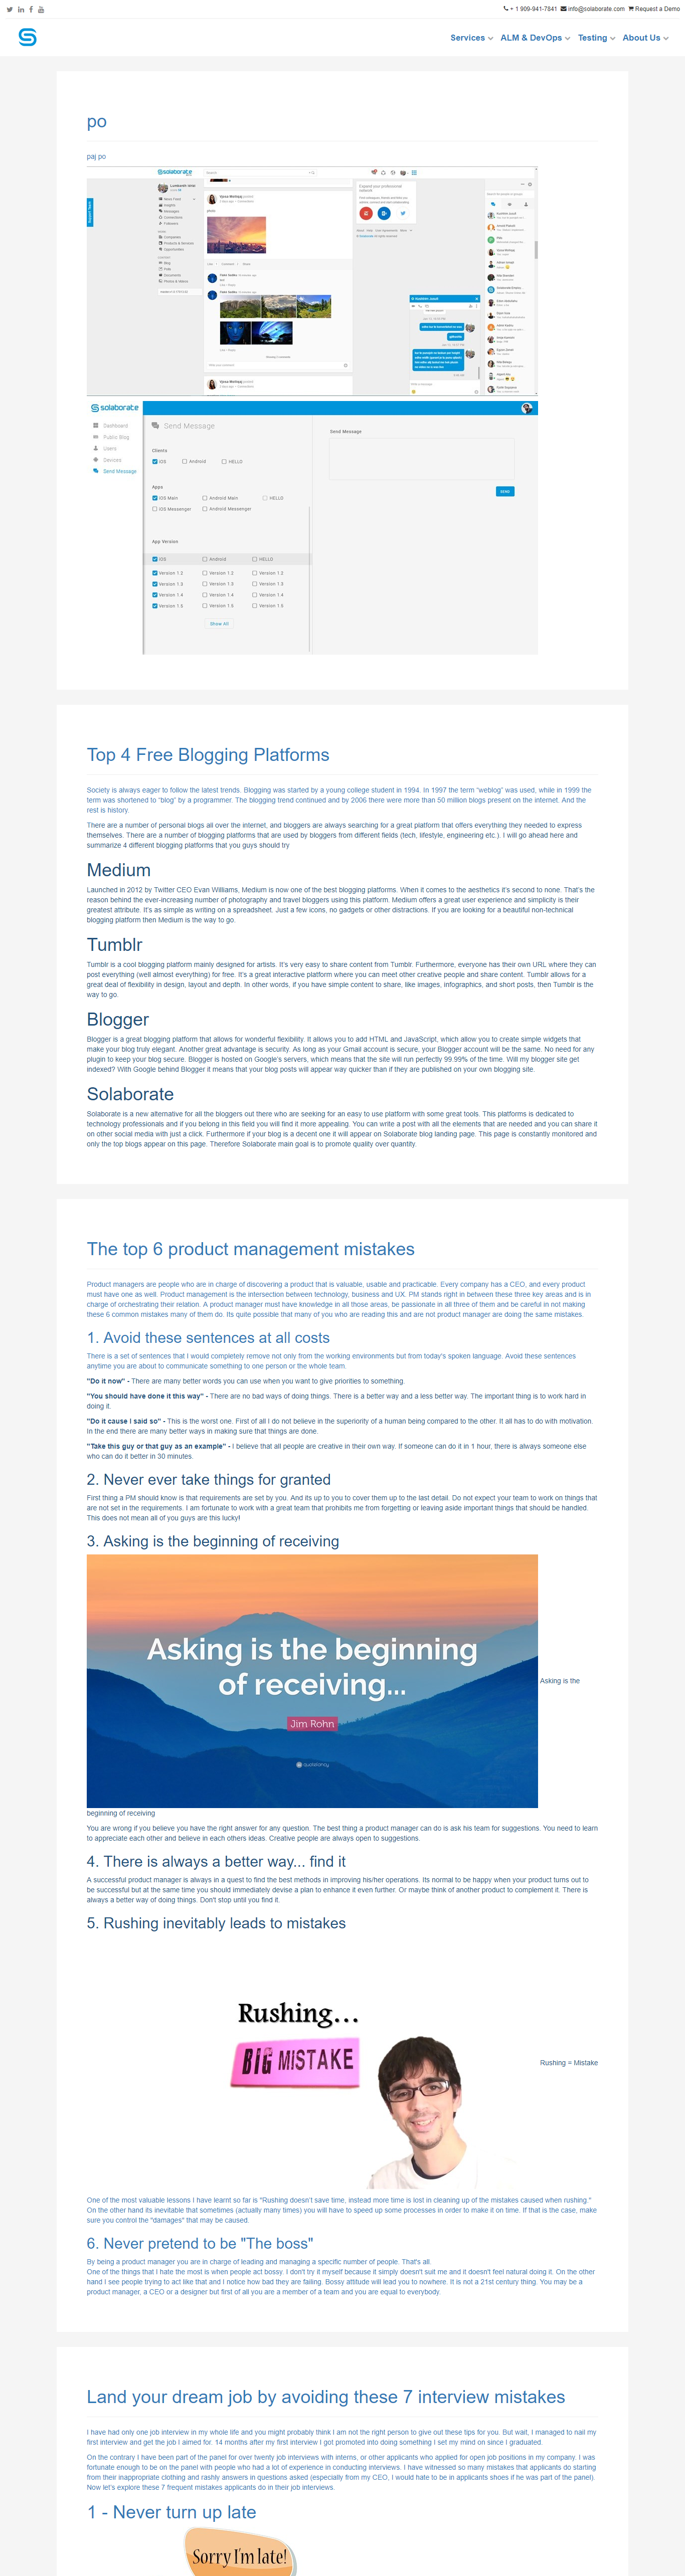 + 1 909-941-7841 info@solaborate.com Request a Demo
Services ALM & DevOps Testing About Us
po
paj po
solaborate
Send Message
Dashboard
Public Blog
Users
Devices
Send Message
Clients
iOS Android HELLO
Apps
iOS Main Android Main HELLO
iOS Messenger Android Messenger
App Version
iOS Android HELLO
Version 1.2 Version 1.2 Version 1.2
Version 1.3 Version 1.3 Version 1.3
Version 1.4 Version 1.4 Version 1.4
Version 1.5 Version 1.5 Version 1.5
Show All
Send Message
SEND
Top 4 Free Blogging Platforms
Society is always eager to follow the latest trends. Blogging was started by a young college student in 1994. In 1997 the term “weblog” was used, while in 1999 the
term was shortened to “blog” by a programmer. The blogging trend continued and by 2006 there were more than 50 million blogs present on the internet. And the
rest is history.
There are a number of personal blogs all over the internet, and bloggers are always searching for a great platform that offers everything they needed to express
themselves. There are a number of blogging platforms that are used by bloggers from different fields (tech, lifestyle, engineering etc.). I will go ahead here and
summarize 4 different blogging platforms that you guys should try
Medium
Launched in 2012 by Twitter CEO Evan Williams, Medium is now one of the best blogging platforms. When it comes to the aesthetics it’s second to none. That’s the
reason behind the ever-increasing number of photography and travel bloggers using this platform. Medium offers a great user experience and simplicity is their
greatest attribute. It’s as simple as writing on a spreadsheet. Just a few icons, no gadgets or other distractions. If you are looking for a beautiful non-technical
blogging platform then Medium is the way to go.
Tumblr
Tumblr is a cool blogging platform mainly designed for artists. It’s very easy to share content from Tumblr. Furthermore, everyone has their own URL where they can
post everything (well almost everything) for free. It’s a great interactive platform where you can meet other creative people and share content. Tumblr allows for a
great deal of flexibility in design, layout and depth. In other words, if you have simple content to share, like images, infographics, and short posts, then Tumblr is the
way to go.
Blogger
Blogger is a great blogging platform that allows for wonderful flexibility. It allows you to add HTML and JavaScript, which allow you to create simple widgets that
make your blog truly elegant. Another great advantage is security. As long as your Gmail account is secure, your Blogger account will be the same. No need for any
plugin to keep your blog secure. Blogger is hosted on Google’s servers, which means that the site will run perfectly 99.99% of the time. Will my blogger site get
indexed? With Google behind Blogger it means that your blog posts will appear way quicker than if they are published on your own blogging site.
Solaborate
Solaborate is a new alternative for all the bloggers out there who are seeking for an easy to use platform with some great tools. This platforms is dedicated to
technology professionals and if you belong in this field you will find it more appealing. You can write a post with all the elements that are needed and you can share it
on other social media with just a click. Furthermore if your blog is a decent one it will appear on Solaborate blog landing page. This page is constantly monitored and
only the top blogs appear on this page. Therefore Solaborate main goal is to promote quality over quantity.
The top 6 product management mistakes
Product managers are people who are in charge of discovering a product that is valuable, usable and practicable. Every company has a CEO, and every product
must have one as well. Product management is the intersection between technology, business and UX. PM stands right in between these three key areas and is in
charge of orchestrating their relation. A product manager must have knowledge in all those areas, be passionate in all three of them and be careful in not making
these 6 common mistakes many of them do. Its quite possible that many of you who are reading this and are not product manager are doing the same mistakes.
1. Avoid these sentences at all costs
There is a set of sentences that I would completely remove not only from the working environments but from today's spoken language. Avoid these sentences
anytime you are about to communicate something to one person or the whole team.
"Do it now" - There are many better words you can use when you want to give priorities to something.
"You should have done it this way" - There are no bad ways of doing things. There is a better way and a less better way. The important thing is to work hard in
doing it.
"Do it cause I said so" - This is the worst one. First of all I do not believe in the superiority of a human being compared to the other. It all has to do with motivation.
In the end there are many better ways in making sure that things are done.
"Take this guy or that guy as an example" - I believe that all people are creative in their own way. If someone can do it in 1 hour, there is always someone else
who can do it better in 30 minutes.
2. Never ever take things for granted
First thing a PM should know is that requirements are set by you. And its up to you to cover them up to the last detail. Do not expect your team to work on things that
are not set in the requirements. I am fortunate to work with a great team that prohibits me from forgetting or leaving aside important things that should be handled.
This does not mean all of you guys are this lucky!
3. Asking is the beginning of receiving
Asking is the beginning
of receiving...
Jim Rohn
quotefancy
Asking is the
beginning of receiving
You are wrong if you believe you have the right answer for any question. The best thing a product manager can do is ask his team for suggestions. You need to learn
to appreciate each other and believe in each others ideas. Creative people are always open to suggestions.
4. There is always a better way... find it
A successful product manager is always in a quest to find the best methods in improving his/her operations. Its normal to be happy when your product turns out to
be successful but at the same time you should immediately devise a plan to enhance it even further. Or maybe think of another product to complement it. There is
always a better way of doing things. Don't stop until you find it.
5. Rushing inevitably leads to mistakes
Rushing...
BIG MISTAKE
Rushing = Mistake
One of the most valuable lessons I have learnt so far is "Rushing doesn't save time, instead more time is lost in cleaning up of the mistakes caused when rushing."
On the other hand its inevitable that sometimes (actually many times) you will have to speed up some processes in order to make it on time. If that is the case, make
sure you control the "damages" that may be caused.
6. Never pretend to be "The boss"
By being a product manager you are in charge of leading and managing a specific number of people. That's all.
One of the things that I hate the most is when people act bossy. I don't try it myself because it simply doesn't suit me and it doesn't feel natural doing it. On the other
hand I see people trying to act like that and I notice how bad they are failing. Bossy attitude will lead you to nowhere. It is not a 21st century thing. You may be a
product manager, a CEO or a designer but first of all you are a member of a team and you are equal to everybody.
Land your dream job by avoiding these 7 interview mistakes
I have had only one job interview in my whole life and you might probably think I am not the right person to give out these tips for you. But wait, I managed to nail my
first interview and get the job I aimed for. 14 months after my first interview I got promoted into doing something I set my mind on since I graduated.
On the contrary I have been part of the panel for over twenty job interviews with interns, or other applicants who applied for open job positions in my company. I was
fortunate enough to be on the panel with people who had a lot of experience in conducting interviews. I have witnessed so many mistakes that applicants do starting
from their inappropriate clothing and rashly answers in questions asked (especially from my CEO, I would hate to be in applicants shoes if he was part of the panel).
Now let's explore these 7 frequent mistakes applicants do in their job interviews.
1 - Never turn up late
Sorry I'm late!